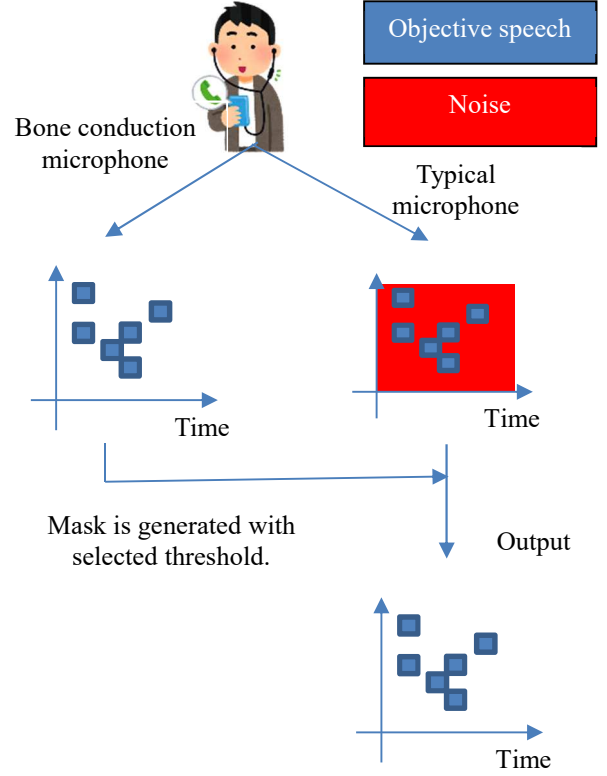 Objective speech
Noise
Bone conduction
microphone
Typical
microphone
Time
Time
Mask is generated with
selected threshold.
Output
Time